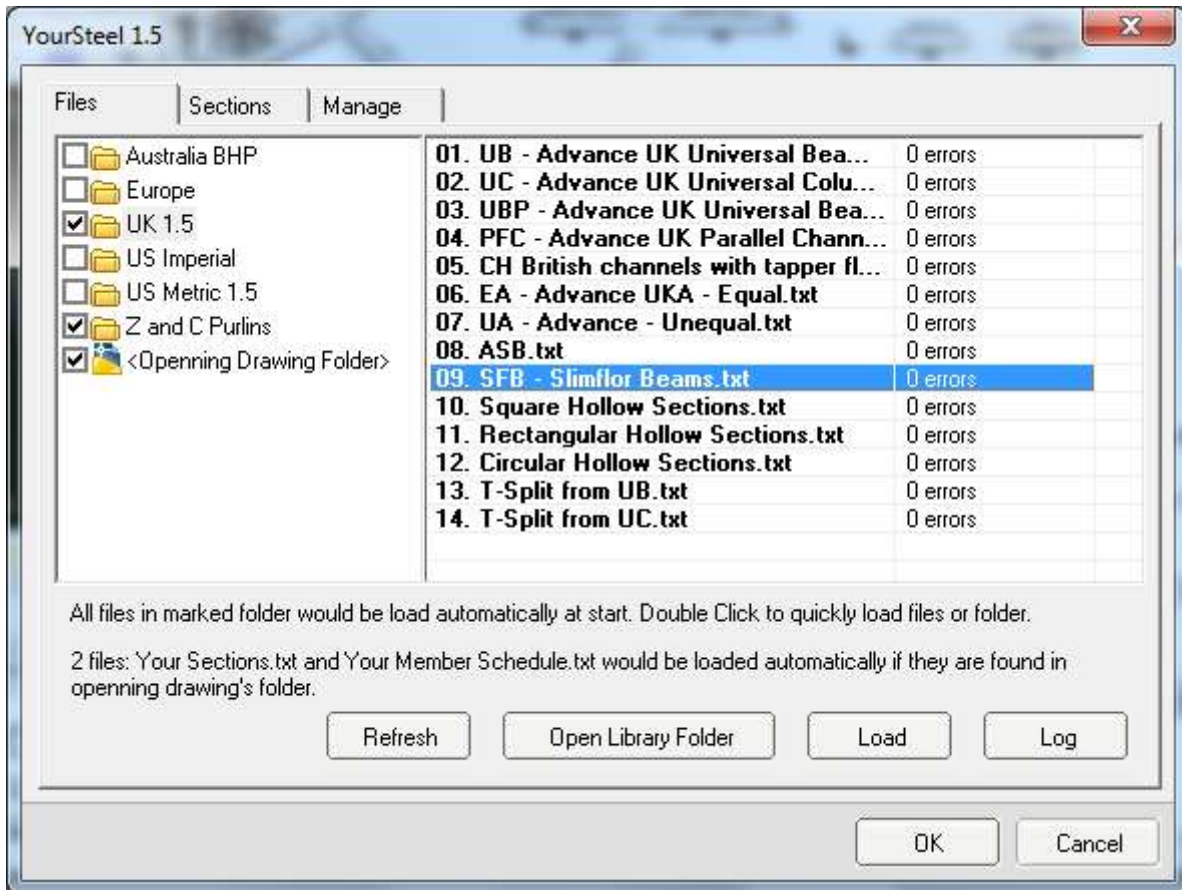 YourSteel 1.5
Files Sections Manage
Australia BHP
Europe
UK 1.5
US Imperial
US Metric 1.5
Z and C Purlins
<Openning Drawing Folder>
01. UB - Advance UK Universal Bea... 0 errors
02. UC - Advance UK Universal Colu... 0 errors
03. UBP - Advance UK Universal Bea... 0 errors
04. PFC - Advance UK Parallel Chann... 0 errors
05. CH British channels with tapper fl... 0 errors
06. EA - Advance UKA - Equal.txt 0 errors
07. UA - Advance - Unequal.txt 0 errors
08. ASB.txt 0 errors
09. SFB - Slimflor Beams.txt 0 errors
10. Square Hollow Sections.txt 0 errors
11. Rectangular Hollow Sections.txt 0 errors
12. Circular Hollow Sections.txt 0 errors
13. T-Split from UB.txt 0 errors
14. T-Split from UC.txt 0 errors
All files in marked folder would be load automatically at start. Double Click to quickly load files or folder.
2 files: Your Sections.txt and Your Member Schedule.txt would be loaded automatically if they are found in
openning drawing's folder.
Refresh Open Library Folder Load Log
OK Cancel